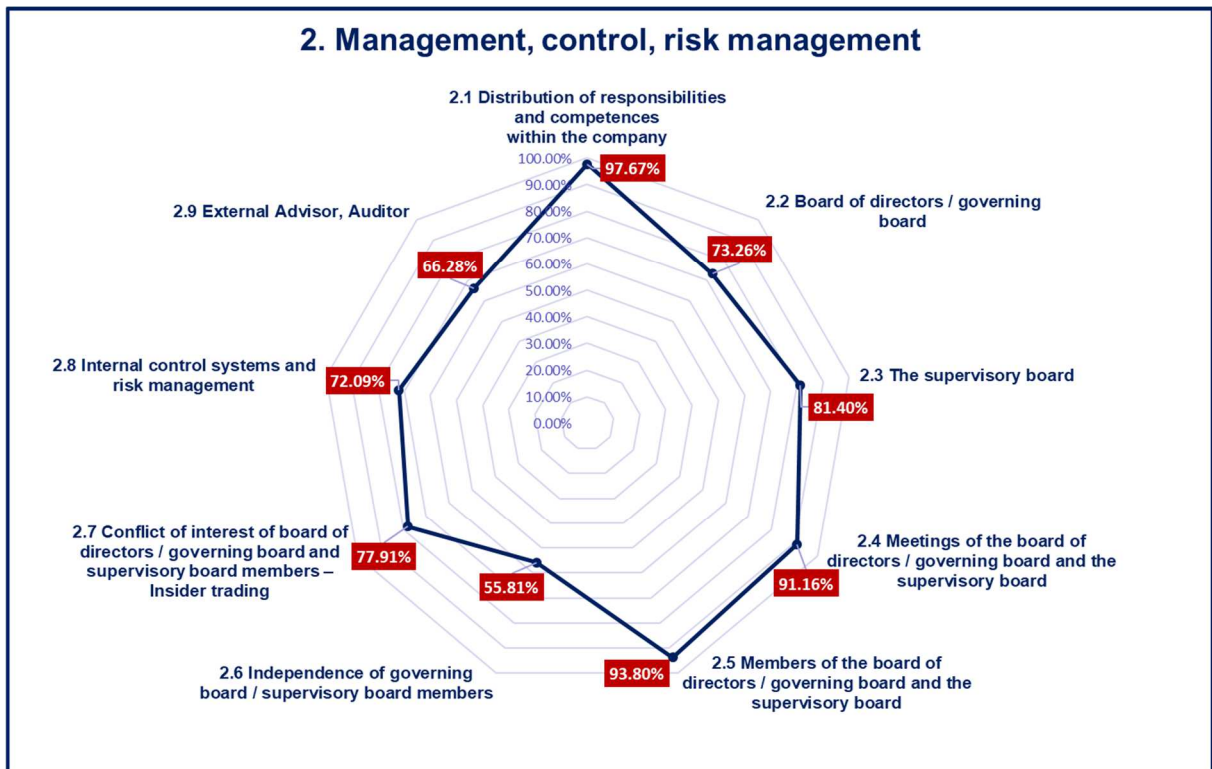 2. Management, control, risk management
2.1 Distribution of responsibilities
and competences
within the company
100.00%
90.00%
80.00%
70.00%
60.00%
50.00%
40.00%
30.00%
20.00%
10.00%
0.00%
97.67%
2.2 Board of directors / governing
board
73.26%
2.3 The supervisory board
81.40%
2.4 Meetings of the board of
directors / governing board and the
supervisory board
91.16%
2.5 Members of the board of
directors / governing board and the
supervisory board
93.80%
2.6 Independence of governing
board / supervisory board members
55.81%
2.7 Conflict of interest of board of
directors / governing board and
supervisory board members –
Insider trading
77.91%
2.8 Internal control systems and
risk management
72.09%
2.9 External Advisor, Auditor
66.28%